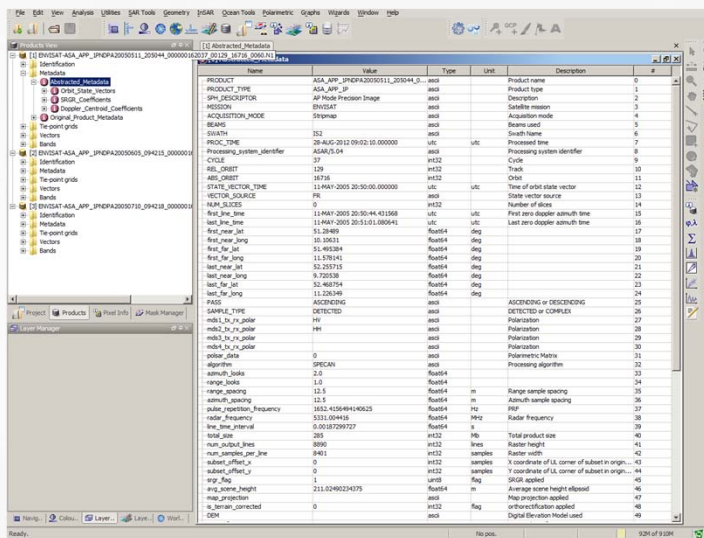 File Edit View Analysis Utilities SAR Tools Geometry InSAR Ocean Tools Polarimetric Graphs Wizards Window Help
Products View
[1] ENVISAT-ASA_APP_1PNDPA20050511_205044_000000162037_00129_16716_0060.N1
Identification
Metadata
Abstracted_Metadata
Orbit_State_Vectors
SRGR_Coefficients
Doppler_Centroid_Coefficients
Original_Product_Metadata
Tie-point grids
Vectors
Bands
[2] ENVISAT-ASA_APP_1PNDPA20050605_094215_0000001
Identification
Metadata
Tie-point grids
Vectors
Bands
[3] ENVISAT-ASA_APP_1PNDPA20050710_094218_0000001
Identification
Metadata
Tie-point grids
Vectors
Bands
Project Products Pixel Info Mask Manager
Layer Manager
Navig... Colou... Layer... Laye... Worl...
[1] Abstracted_Metadata
Name Value Type Unit Description #
PRODUCT ASA_APP_1PNDPA20050511_205044_0... ascii Product name 0
PRODUCT_TYPE ASA_APP_1P ascii Product type 1
SPH_DESCRIPTOR AP Mode Precision Image ascii Description 2
MISSION ENVISAT ascii Satellite mission 3
ACQUISITION_MODE Stripmap ascii Acquisition mode 4
BEAMS ascii Beams used 5
SWATH IS2 ascii Swath Name 6
PROC_TIME 28-AUG-2012 09:02:10.000000 utc utc Processed time 7
Processing_system_identifier ASAR/5.04 ascii Processing system identifier 8
CYCLE 37 int32 Cycle 9
REL_ORBIT 129 int32 Track 10
ABS_ORBIT 16716 int32 Orbit 11
STATE_VECTOR_TIME 11-MAY-2005 20:50:00.000000 utc utc Time of orbit state vector 12
VECTOR_SOURCE FR ascii State vector source 13
NUM_SLICES 0 int32 Number of slices 14
first_line_time 11-MAY-2005 20:50:44.431568 utc utc First zero doppler azimuth time 15
last_line_time 11-MAY-2005 20:51:01.080641 utc utc Last zero doppler azimuth time 16
first_near_lat 51.28489 float64 deg 17
first_near_long 10.10631 float64 deg 18
first_far_lat 51.495384 float64 deg 19
first_far_long 11.578141 float64 deg 20
last_near_lat 52.255715 float64 deg 21
last_near_long 9.720538 float64 deg 22
last_far_lat 52.468754 float64 deg 23
last_far_long 11.226349 float64 deg 24
PASS ASCENDING ascii ASCENDING or DESCENDING 25
SAMPLE_TYPE DETECTED ascii DETECTED or COMPLEX 26
mds1_tx_rx_polar HV ascii Polarization 27
mds2_tx_rx_polar HH ascii Polarization 28
mds3_tx_rx_polar ascii Polarization 29
mds4_tx_rx_polar ascii Polarization 30
polsar_data 0 ascii Polarimetric Matrix 31
algorithm SPECAN ascii Processing algorithm 32
azimuth_looks 2.0 float64 33
range_looks 1.0 float64 34
range_spacing 12.5 float64 m Range sample spacing 35
azimuth_spacing 12.5 float64 m Azimuth sample spacing 36
pulse_repetition_frequency 1652.4156494140625 float64 Hz PRF 37
radar_frequency 5331.004416 float64 MHz Radar frequency 38
line_time_interval 0.00187299727 float64 s 39
total_size 285 int32 Mb Total product size 40
num_output_lines 8890 int32 lines Raster height 41
num_samples_per_line 8401 int32 samples Raster width 42
subset_offset_x 0 int32 samples X coordinate of UL corner of subset in origin... 43
subset_offset_y 0 int32 samples Y coordinate of UL corner of subset in origin... 44
srgr_flag 1 uint8 flag SRGR applied 45
avg_scene_height 211.02490234375 float64 m Average scene height ellipsoid 46
map_projection ascii Map projection applied 47
is_terrain_corrected 0 int32 flag orthorectification applied 48
DEM ascii Digital Elevation Model used 49
Ready. No pos. 92M of 910M